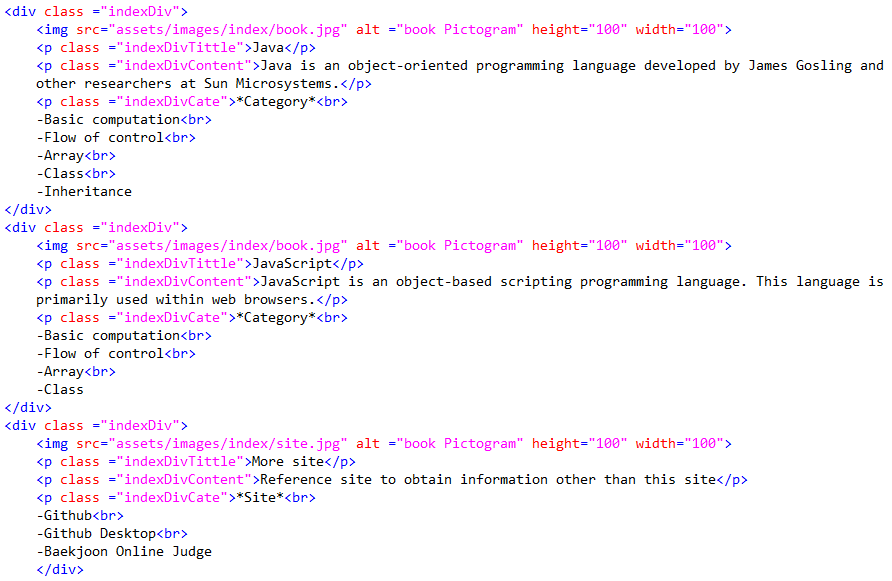 <div class ="indexDiv">
    <img src="assets/images/index/book.jpg" alt ="book Pictogram" height="100" width="100">
    <p class ="indexDivTittle">Java</p>
    <p class ="indexDivContent">Java is an object-oriented programming language developed by James Gosling and
    other researchers at Sun Microsystems.</p>
    <p class ="indexDivCate">*Category*<br>
    -Basic computation<br>
    -Flow of control<br>
    -Array<br>
    -Class<br>
    -Inheritance
</div>
<div class ="indexDiv">
    <img src="assets/images/index/book.jpg" alt ="book Pictogram" height="100" width="100">
    <p class ="indexDivTittle">JavaScript</p>
    <p class ="indexDivContent">JavaScript is an object-based scripting programming language. This language is
    primarily used within web browsers.</p>
    <p class ="indexDivCate">*Category*<br>
    -Basic computation<br>
    -Flow of control<br>
    -Array<br>
    -Class
</div>
<div class ="indexDiv">
    <img src="assets/images/index/site.jpg" alt ="book Pictogram" height="100" width="100">
    <p class ="indexDivTittle">More site</p>
    <p class ="indexDivContent">Reference site to obtain information other than this site</p>
    <p class ="indexDivCate">*Site*<br>
    -Github<br>
    -Github Desktop<br>
    -Baekjoon Online Judge
    </div>